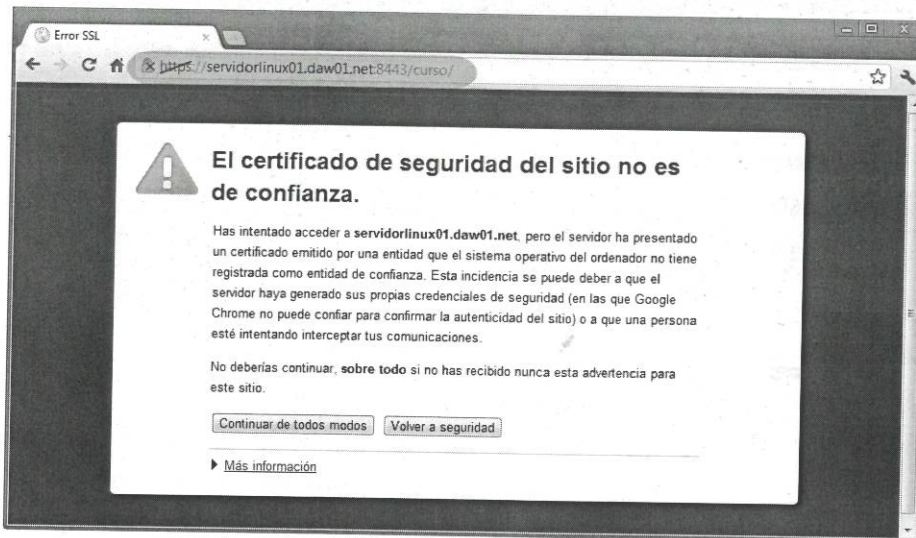 Error SSL
https://servidorlinux01.daw01.net:8443/curso/
El certificado de seguridad del sitio no es
de confianza.
Has intentado acceder a servidorlinux01.daw01.net, pero el servidor ha presentado
un certificado emitido por una entidad que el sistema operativo del ordenador no tiene
registrada como entidad de confianza. Esta incidencia se puede deber a que el
servidor haya generado sus propias credenciales de seguridad (en las que Google
Chrome no puede confiar para confirmar la autenticidad del sitio) o a que una persona
esté intentando interceptar tus comunicaciones.
No deberías continuar, sobre todo si no has recibido nunca esta advertencia para
este sitio.
Continuar de todos modos Volver a seguridad
Más información